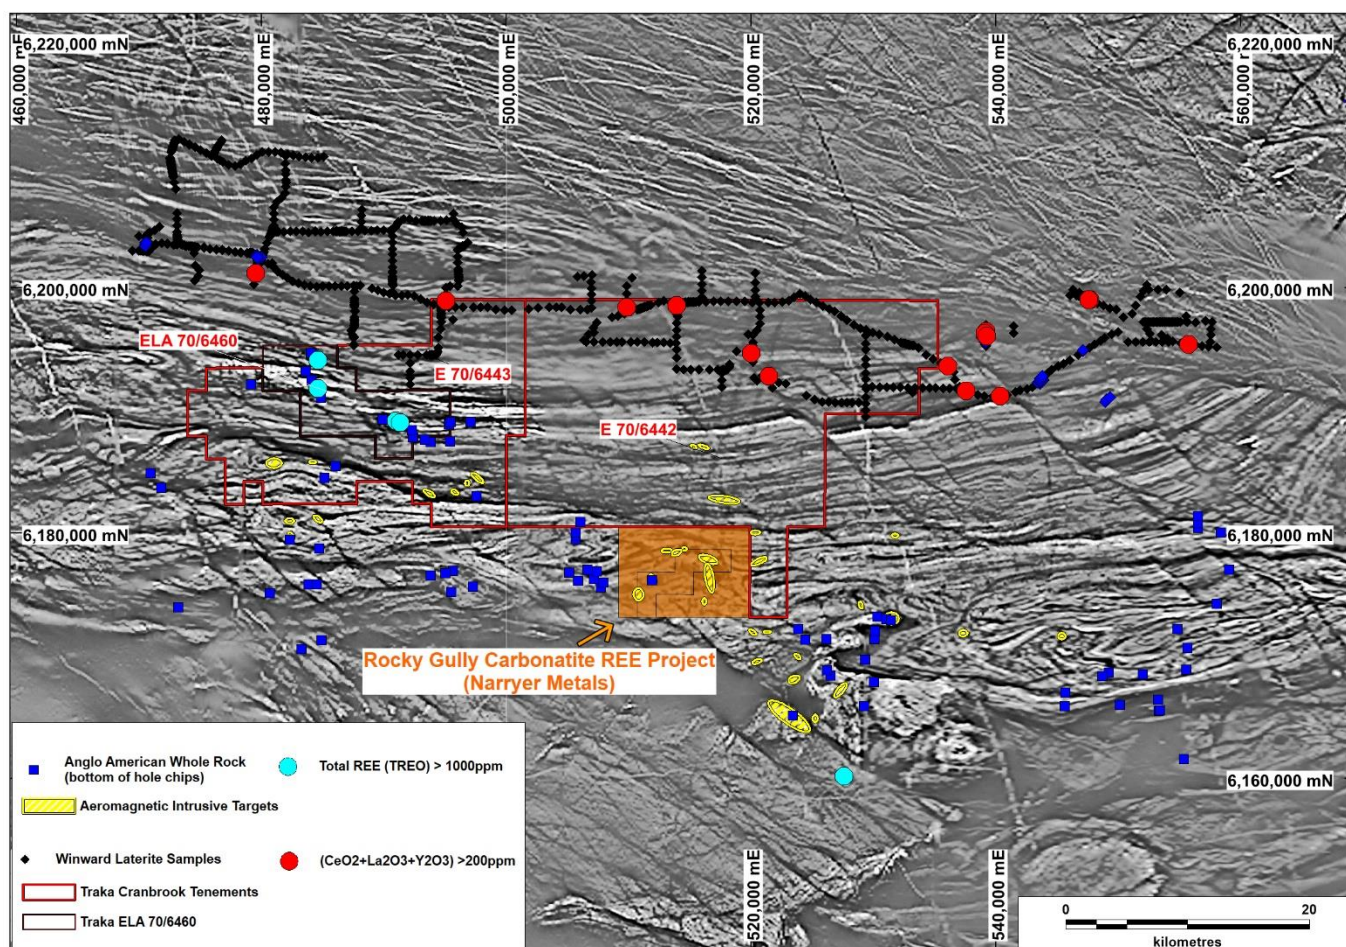 6,220,000 mN
460,000 mE
480,000 mE
500,000 mE
520,000 mE
540,000 mE
560,000 m
6,220,000 mN
6,200,000 mN
6,200,000 mN
ELA 70/6460
E 70/6443
E 70/6442
6,180,000 mN
6,180,000 mN
Rocky Gully Carbonatite REE Project
(Narryer Metals)
6,160,000 mN
Anglo American Whole Rock
(bottom of hole chips)
Total REE (TREO) > 1000ppm
Aeromagnetic Intrusive Targets
Winward Laterite Samples
(CeO2+La2O3+Y2O3) >200ppm
Traka Cranbrook Tenements
Traka ELA 70/6460
520,000 mE
540,000 mE
0
20
kilometres